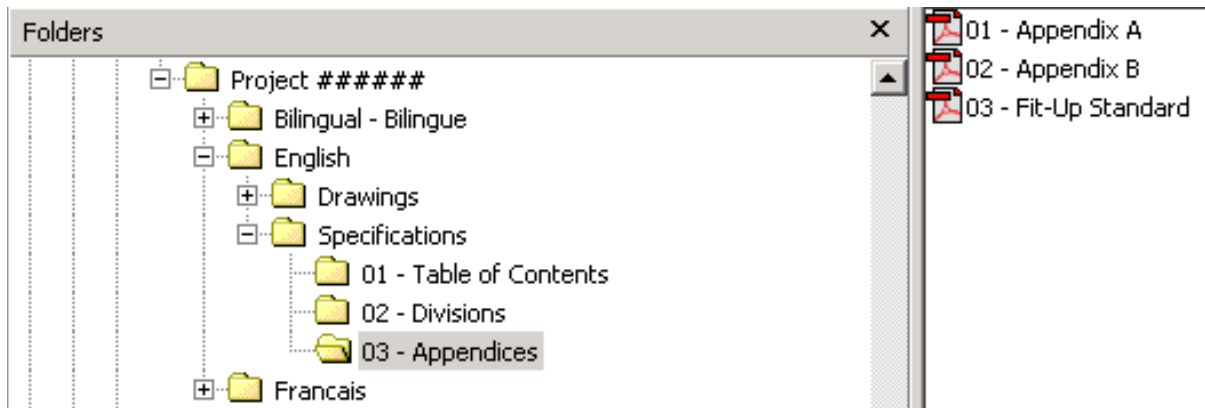 Folders
Project ######
Bilingual - Bilingue
English
Drawings
Specifications
01 - Table of Contents
02 - Divisions
03 - Appendices
Francais
01 - Appendix A
02 - Appendix B
03 - Fit-Up Standard